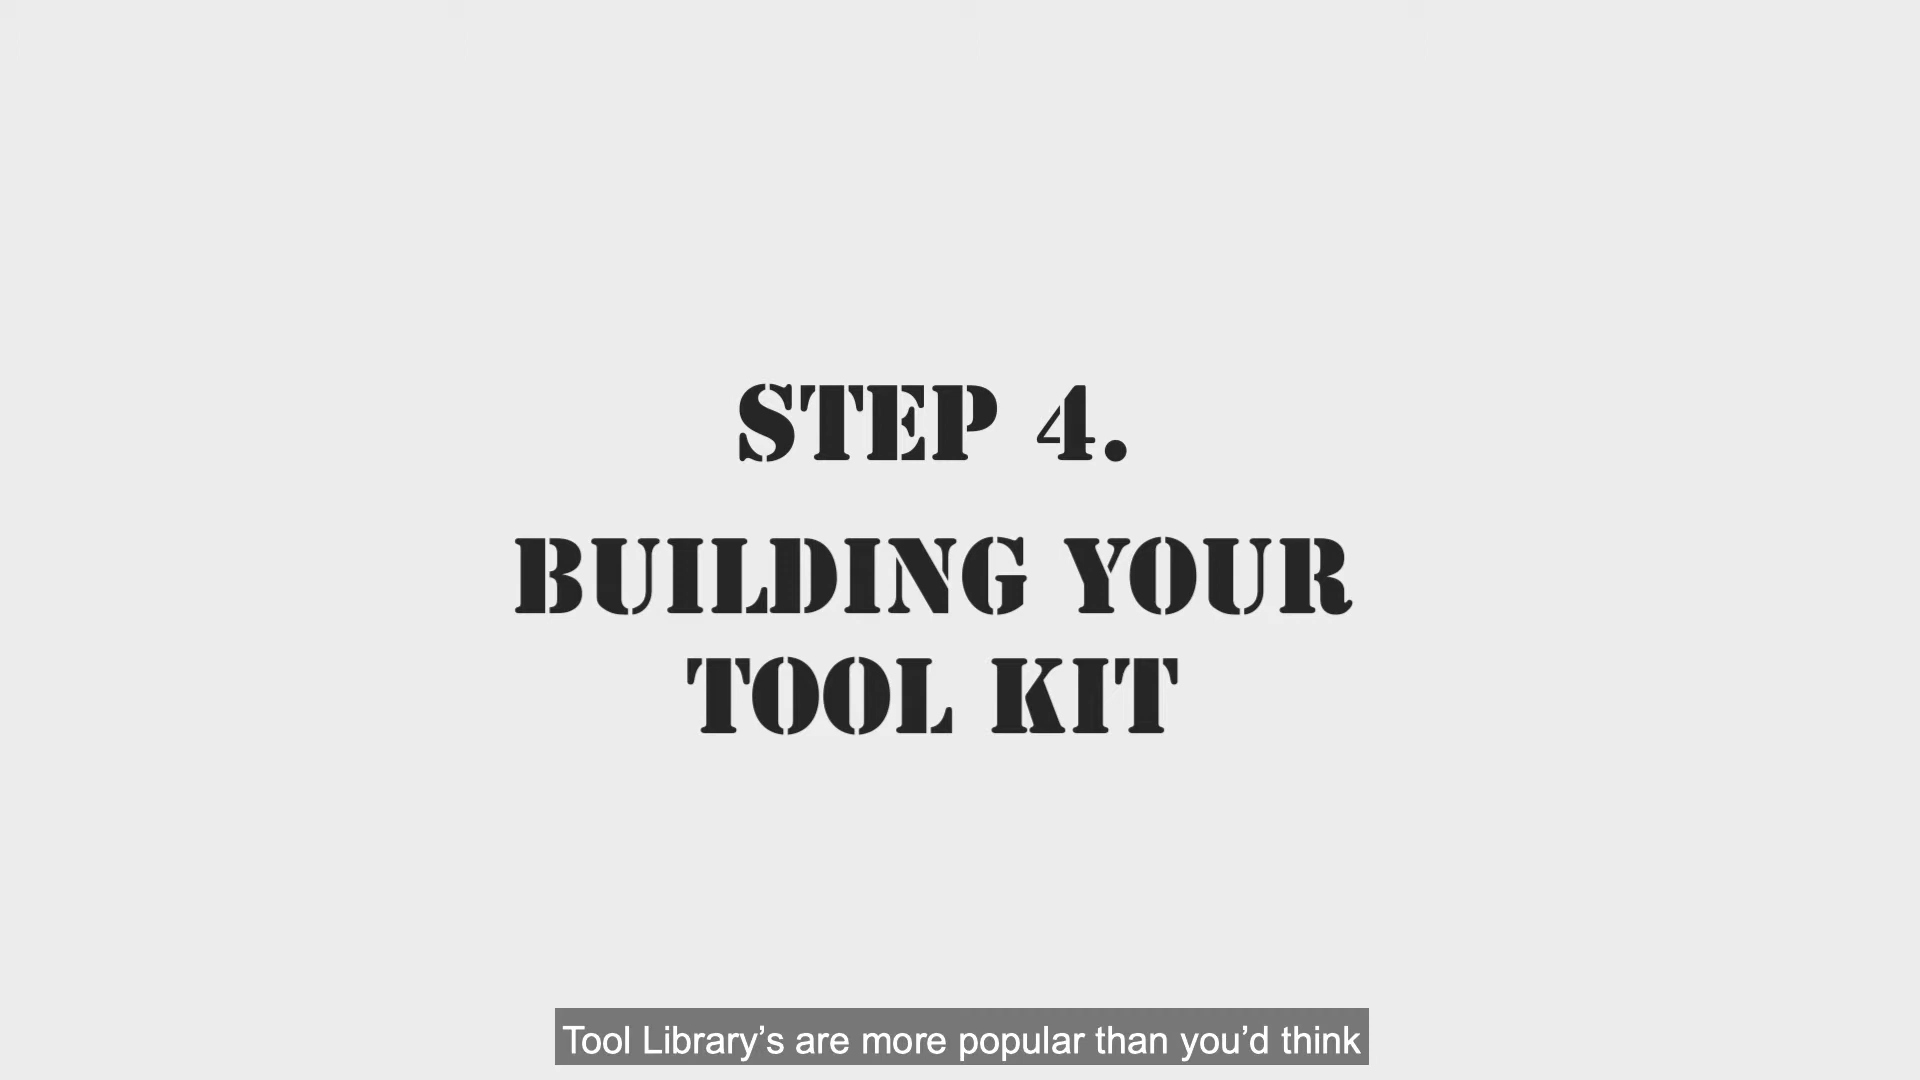 STEP 4.
BUILDING YOUR
TOOL KIT
Tool Library’s are more popular than you’d think